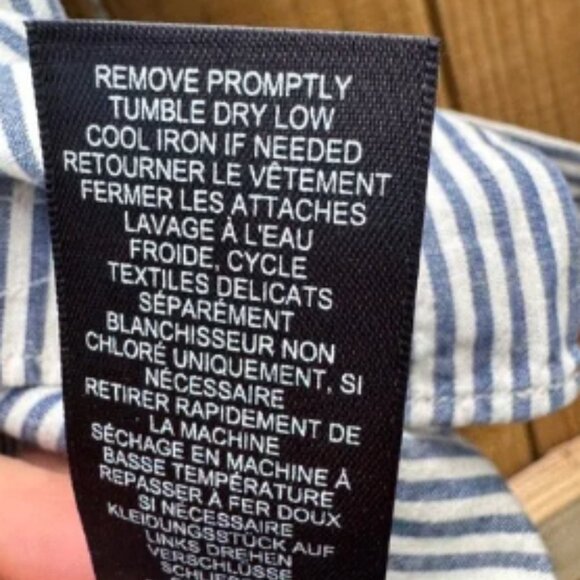 REMOVE PROMPTLY
TUMBLE DRY LOW
COOL IRON IF NEEDED
RETOURNER LE VÊTEMENT
FERMER LES ATTACHES
LAVAGE À L'EAU
FROIDE, CYCLE
TEXTILES DELICATS
SÉPARÉMENT
BLANCHISSEUR NON
CHLORÉ UNIQUEMENT, SI
NÉCESSAIRE
RETIRER RAPIDEMENT DE
LA MACHINE
SÉCHAGE EN MACHINE À
BASSE TEMPÉRATURE
REPASSER À FER DOUX
SI NÉCESSAIRE
KLEIDUNGSSTÜCK AUF
LINKS DREHEN
VERSCHLÜSSE